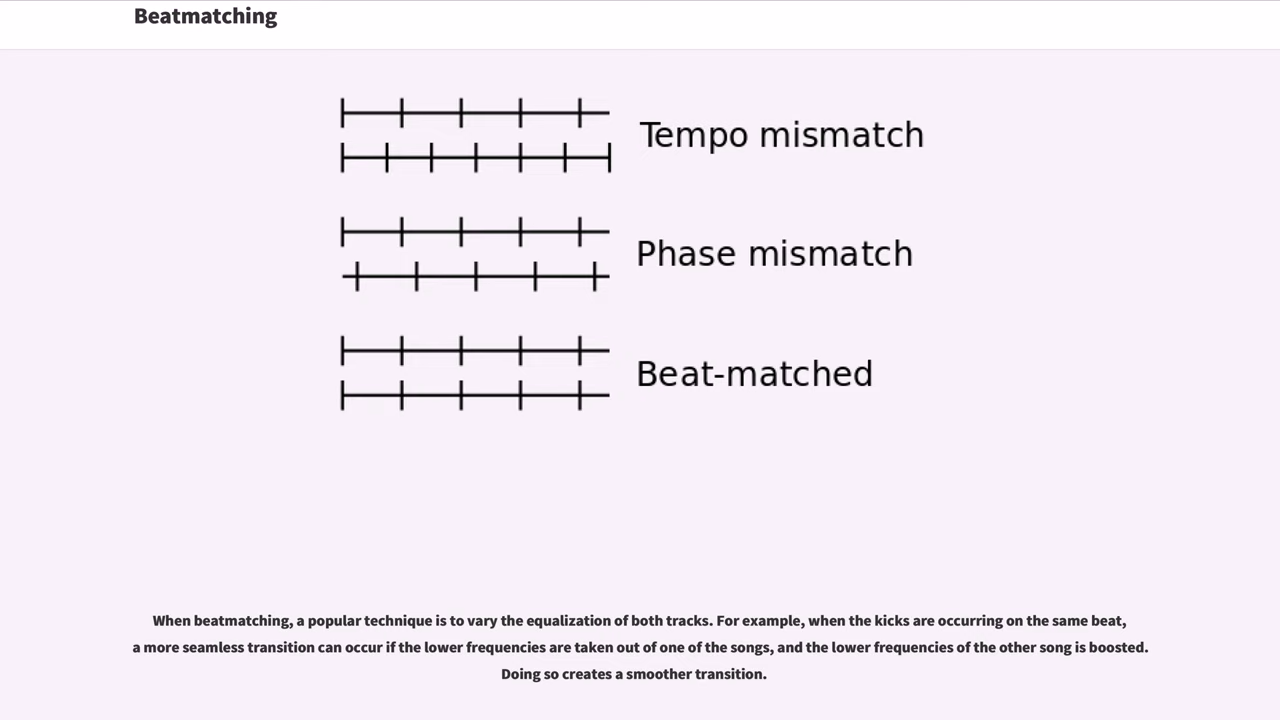 Beatmatching
Tempo mismatch
Phase mismatch
Beat-matched
When beatmatching, a popular technique is to vary the equalization of both tracks. For example, when the kicks are occurring on the same beat,
a more seamless transition can occur if the lower frequencies are taken out of one of the songs, and the lower frequencies of the other song is boosted.
Doing so creates a smoother transition.